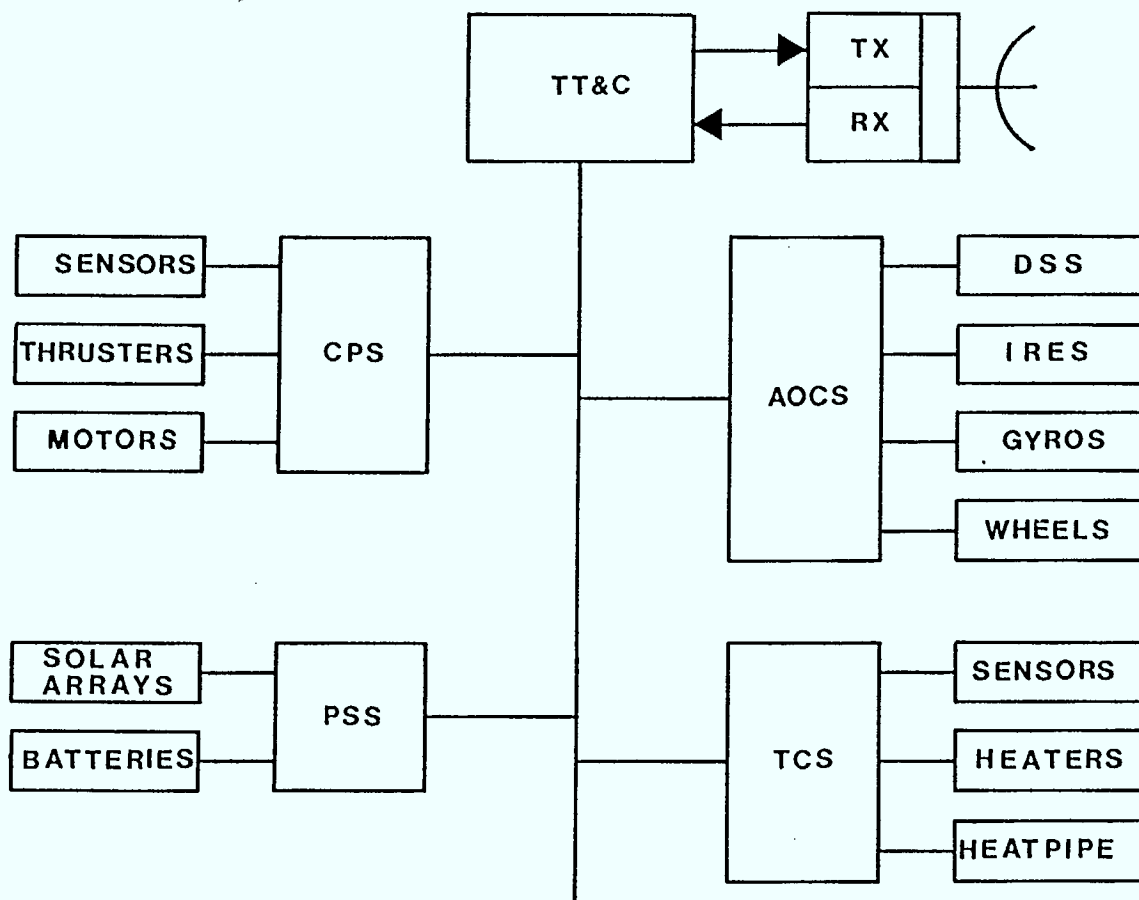 TT&C
TX
RX
SENSORS
THRUSTERS
MOTORS
CPS
AOCS
DSS
IRES
GYROS
WHEELS
SOLAR
ARRAYS
BATTERIES
PSS
TCS
SENSORS
HEATERS
HEATPIPE